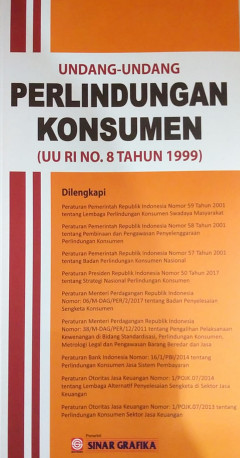 UNDANG-UNDANG
PERLINDUNGAN
KONSUMEN
(UU RI NO. 8 TAHUN 1999)
Dilengkapi
Peraturan Pemerintah Republik Indonesia Nomor 59 Tahun 2001
tentang Lembaga Perlindungan Konsumen Swadaya Masyarakat
Peraturan Pemerintah Republik Indonesia Nomor 58 Tahun 2001
tentang Pembinaan dan Pengawasan Penyelenggaraan
Perlindungan Konsumen
Peraturan Pemerintah Republik Indonesia Nomor 57 Tahun 2001
tentang Badan Perlindungan Konsumen Nasional
Peraturan Presiden Republik Indonesia Nomor 50 Tahun 2017
tentang Strategi Nasional Perlindungan Konsumen
Peraturan Menteri Perdagangan Republik Indonesia
Nomor: 06/M-DAG/PER/2/2017 tentang Badan Penyelesaian
Sengketa Konsumen
Peraturan Menteri Perdagangan Republik Indonesia
Nomor: 38/M-DAG/PER/12/2011 tentang Pengalihan Pelaksanaan
Kewenangan di Bidang Standardisasi, Perlindungan Konsumen,
Metrologi Legal dan Pengawasan Barang Beredar dan Jasa
Peraturan Bank Indonesia Nomor: 16/1/PBI/2014 tentang
Perlindungan Konsumen Jasa Sistem Pembayaran
Peraturan Otoritas Jasa Keuangan Nomor: 1/POJK.07/2014
tentang Lembaga Alternatif Penyelesaian Sengketa di Sektor Jasa
Keuangan
Peraturan Otoritas Jasa Keuangan Nomor: 1/POJK.07/2013 tentang
Perlindungan Konsumen Sektor Jasa Keuangan
Penerbit
SINAR GRAFIKA